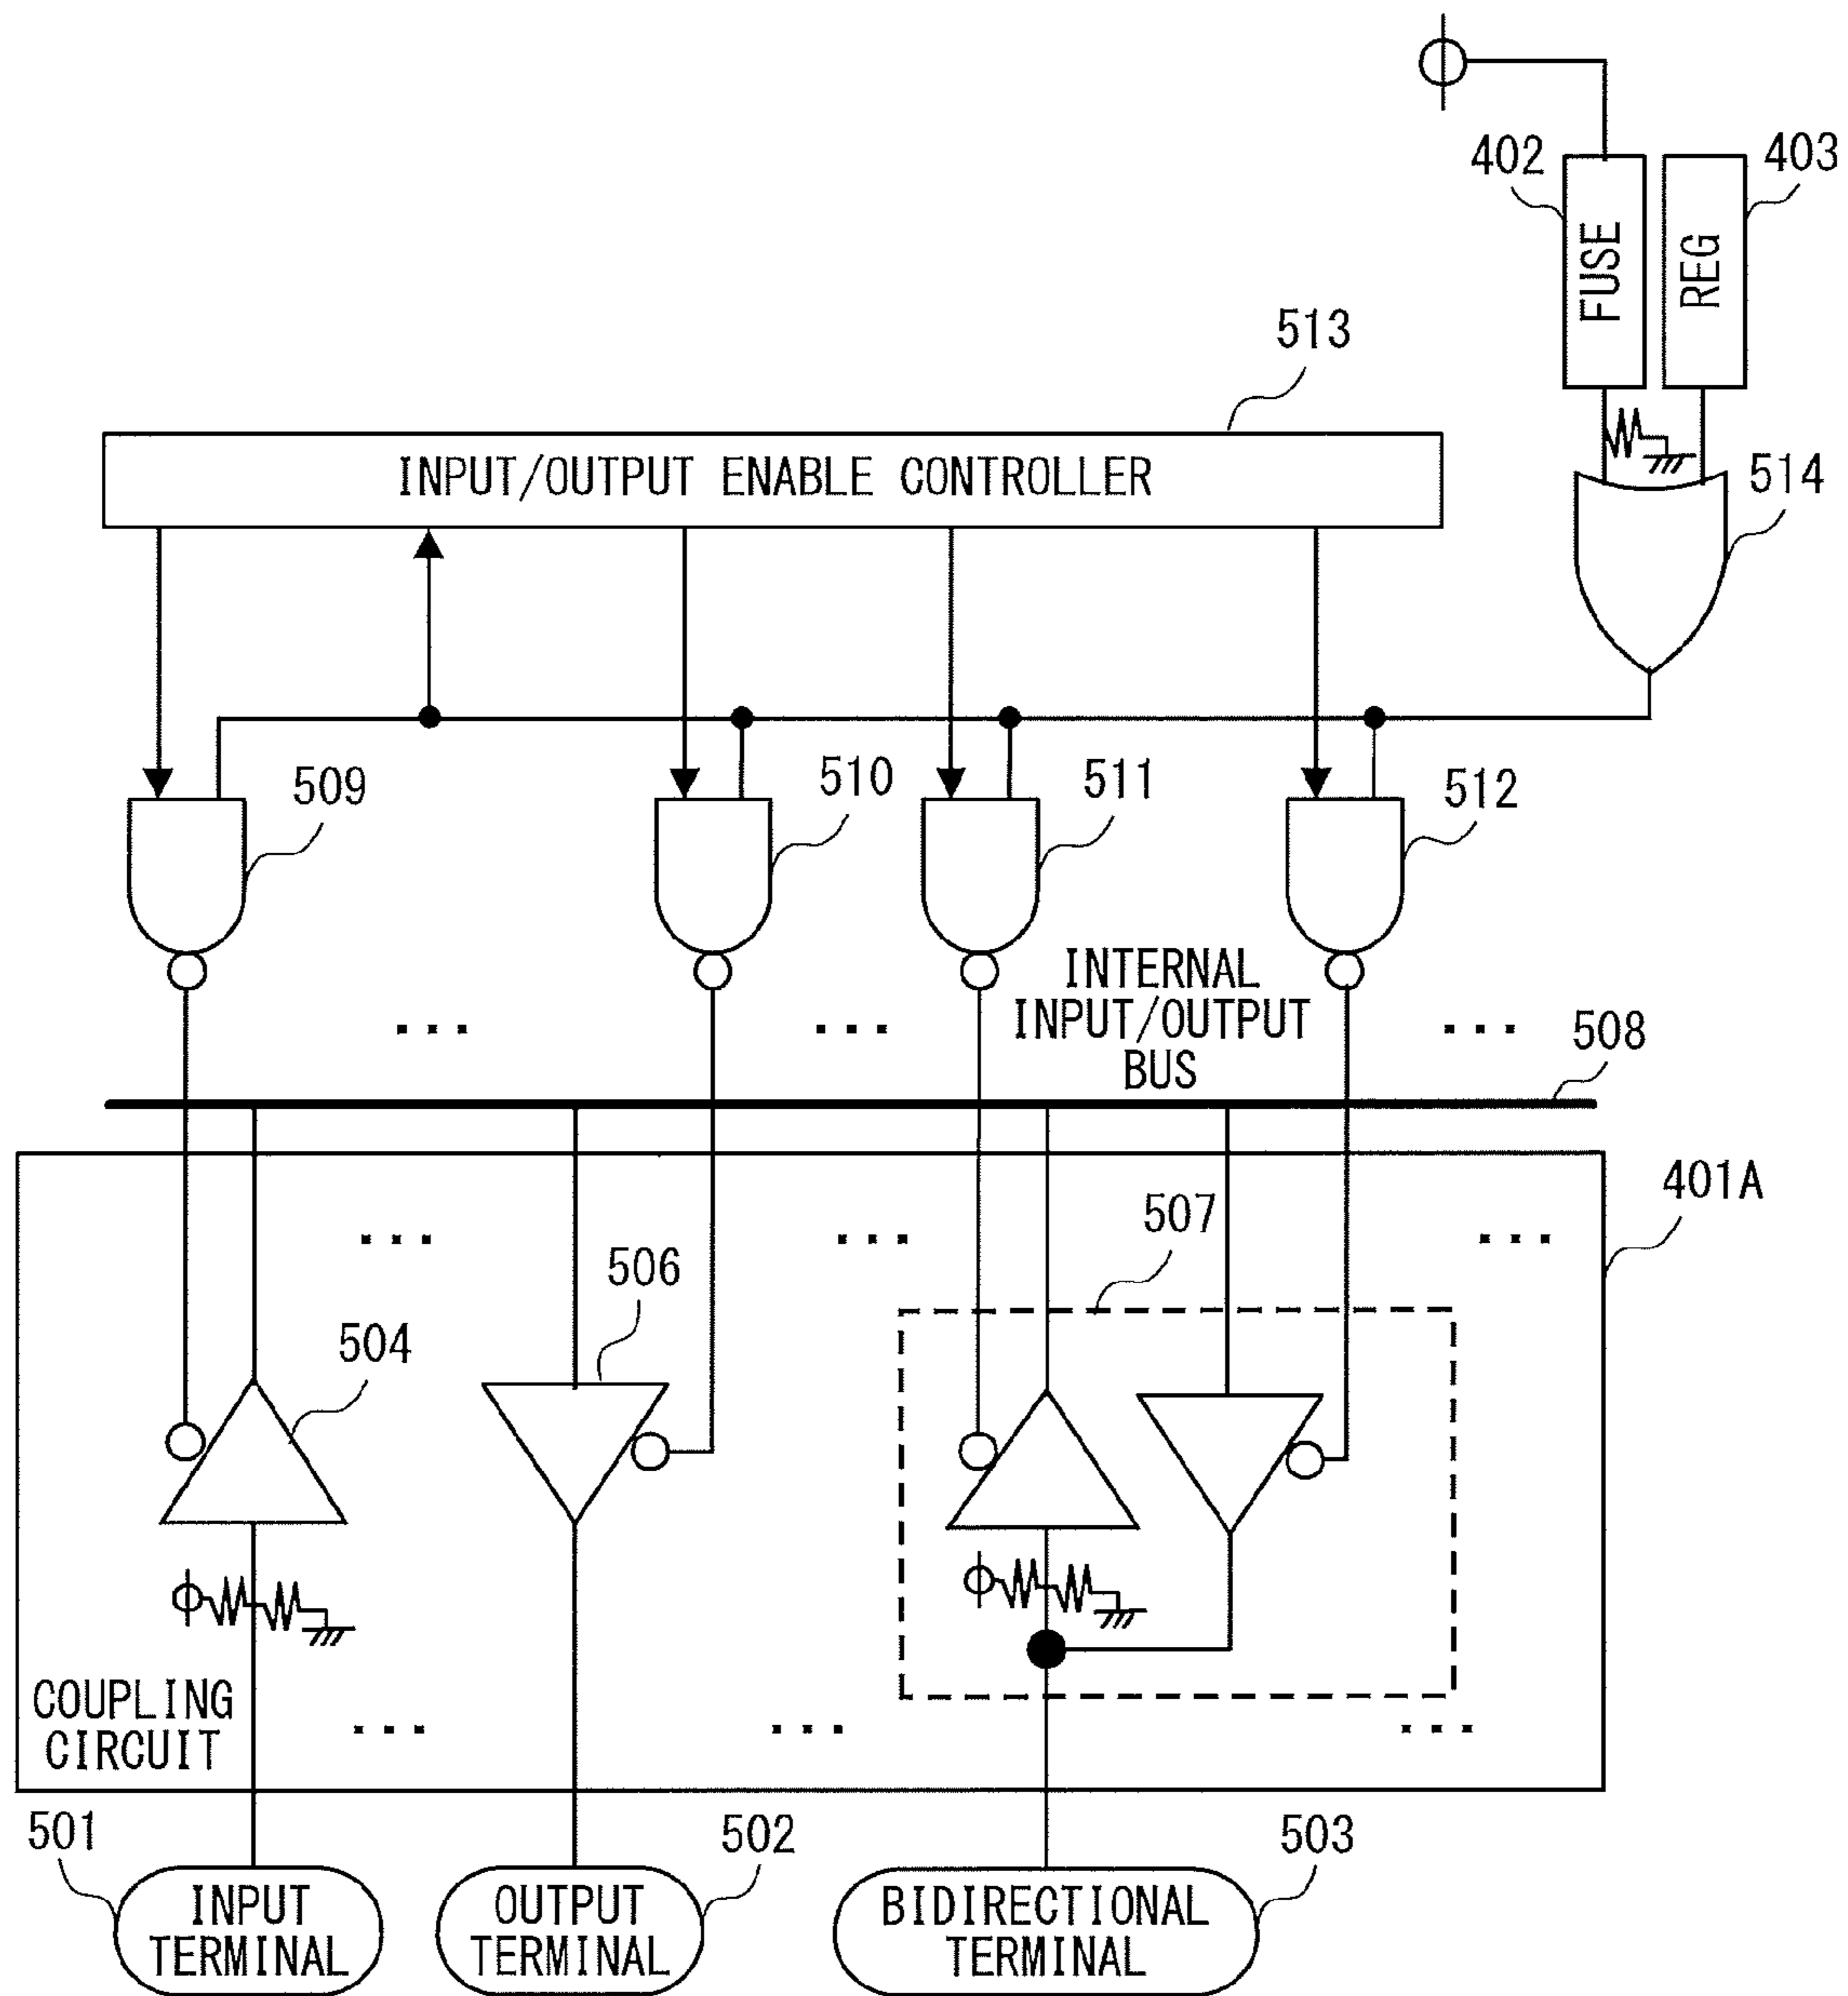 402
403
FUSE
REG
513
INPUT/OUTPUT ENABLE CONTROLLER
514
509
510
511
512
INTERNAL
INPUT/OUTPUT
BUS
...
...
...
508
401A
507
...
...
...
506
504
COUPLING
CIRCUIT
...
...
...
501
502
503
INPUT
TERMINAL
OUTPUT
TERMINAL
BIDIRECTIONAL
TERMINAL